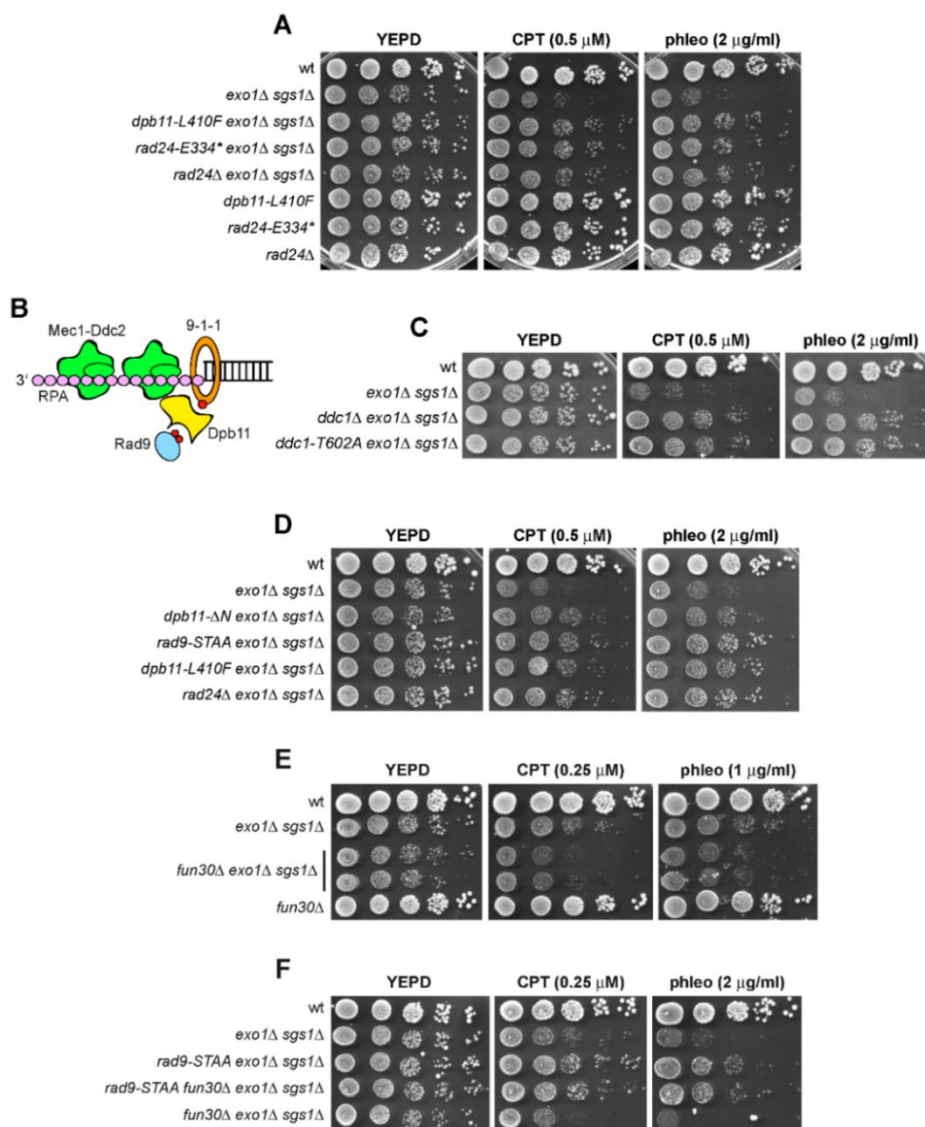 A
YEPD CPT (0.5 μM) phleo (2 μg/ml)
wt
exo1Δ sgs1Δ
dpb11-L410F exo1Δ sgs1Δ
rad24-E334* exo1Δ sgs1Δ
rad24Δ exo1Δ sgs1Δ
dpb11-L410F
rad24-E334*
rad24Δ
B
Mec1-Ddc2 9-1-1
3'
RPA
Dpb11
Rad9
C
YEPD CPT (0.5 μM) phleo (2 μg/ml)
wt
exo1Δ sgs1Δ
ddc1Δ exo1Δ sgs1Δ
ddc1-T602A exo1Δ sgs1Δ
D
YEPD CPT (0.5 μM) phleo (2 μg/ml)
wt
exo1Δ sgs1Δ
dpb11-ΔN exo1Δ sgs1Δ
rad9-STAA exo1Δ sgs1Δ
dpb11-L410F exo1Δ sgs1Δ
rad24Δ exo1Δ sgs1Δ
E
YEPD CPT (0.25 μM) phleo (1 μg/ml)
wt
exo1Δ sgs1Δ
fun30Δ exo1Δ sgs1Δ
fun30Δ
F
YEPD CPT (0.25 μM) phleo (2 μg/ml)
wt
exo1Δ sgs1Δ
rad9-STAA exo1Δ sgs1Δ
rad9-STAA fun30Δ exo1Δ sgs1Δ
fun30Δ exo1Δ sgs1Δ